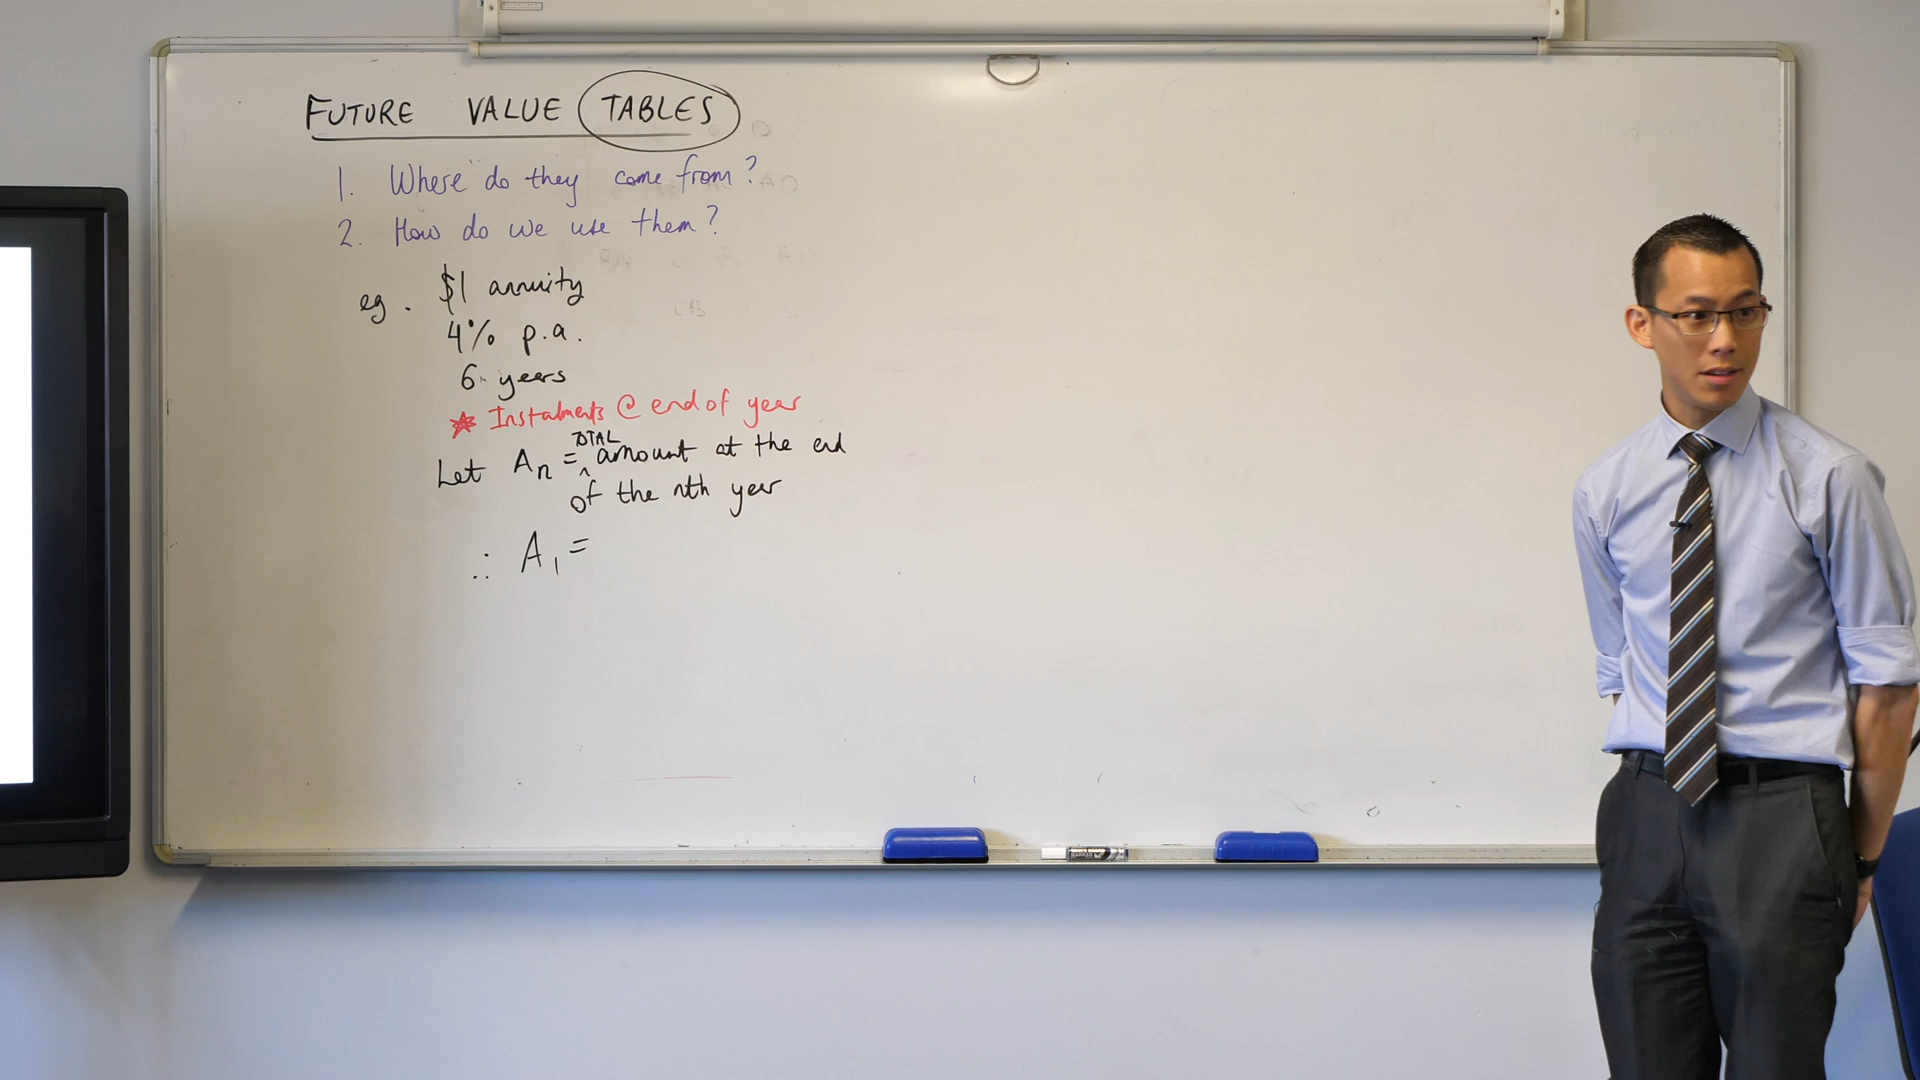 FUTURE VALUE TABLES
1. Where do they come from?
2. How do we use them?
eg. $1 annuity
4% p.a.
6 years
★ Instalments @ end of year
Let An = TOTAL amount at the end
of the nth year
∴ A1 =